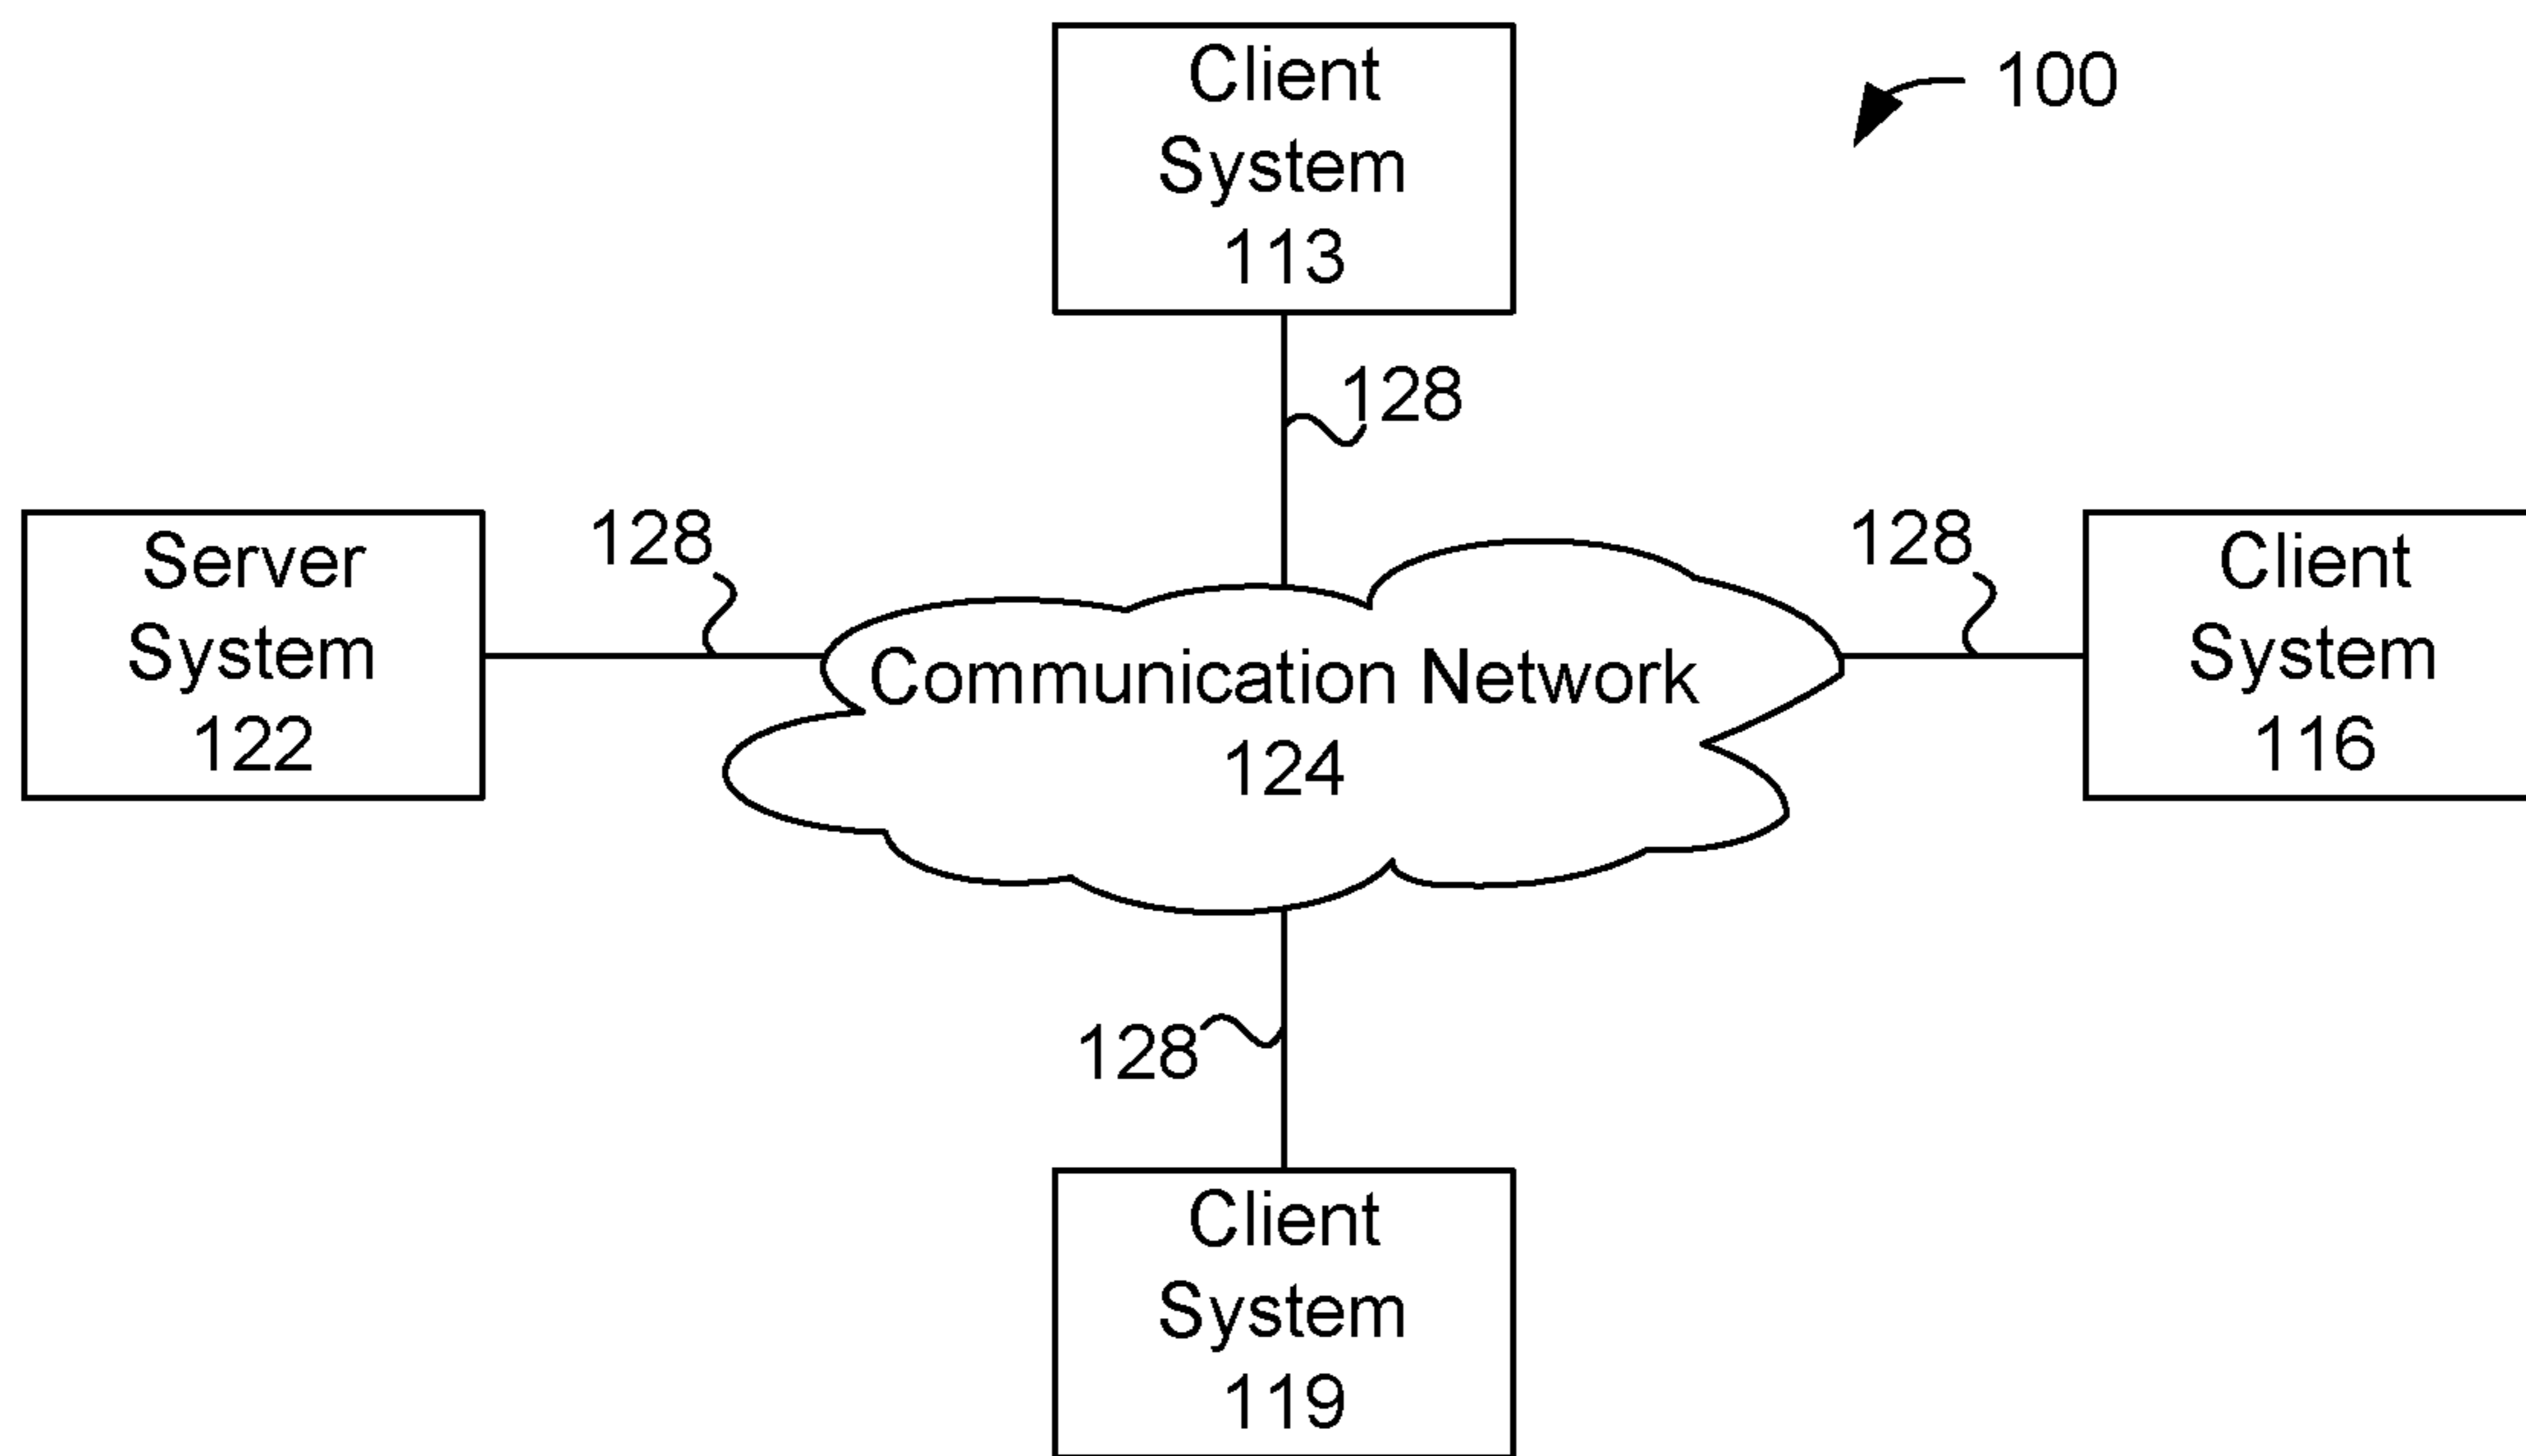 Client
System
113
100
128
Server
System
122
128
128
Client
System
116
Communication Network
124
128
Client
System
119